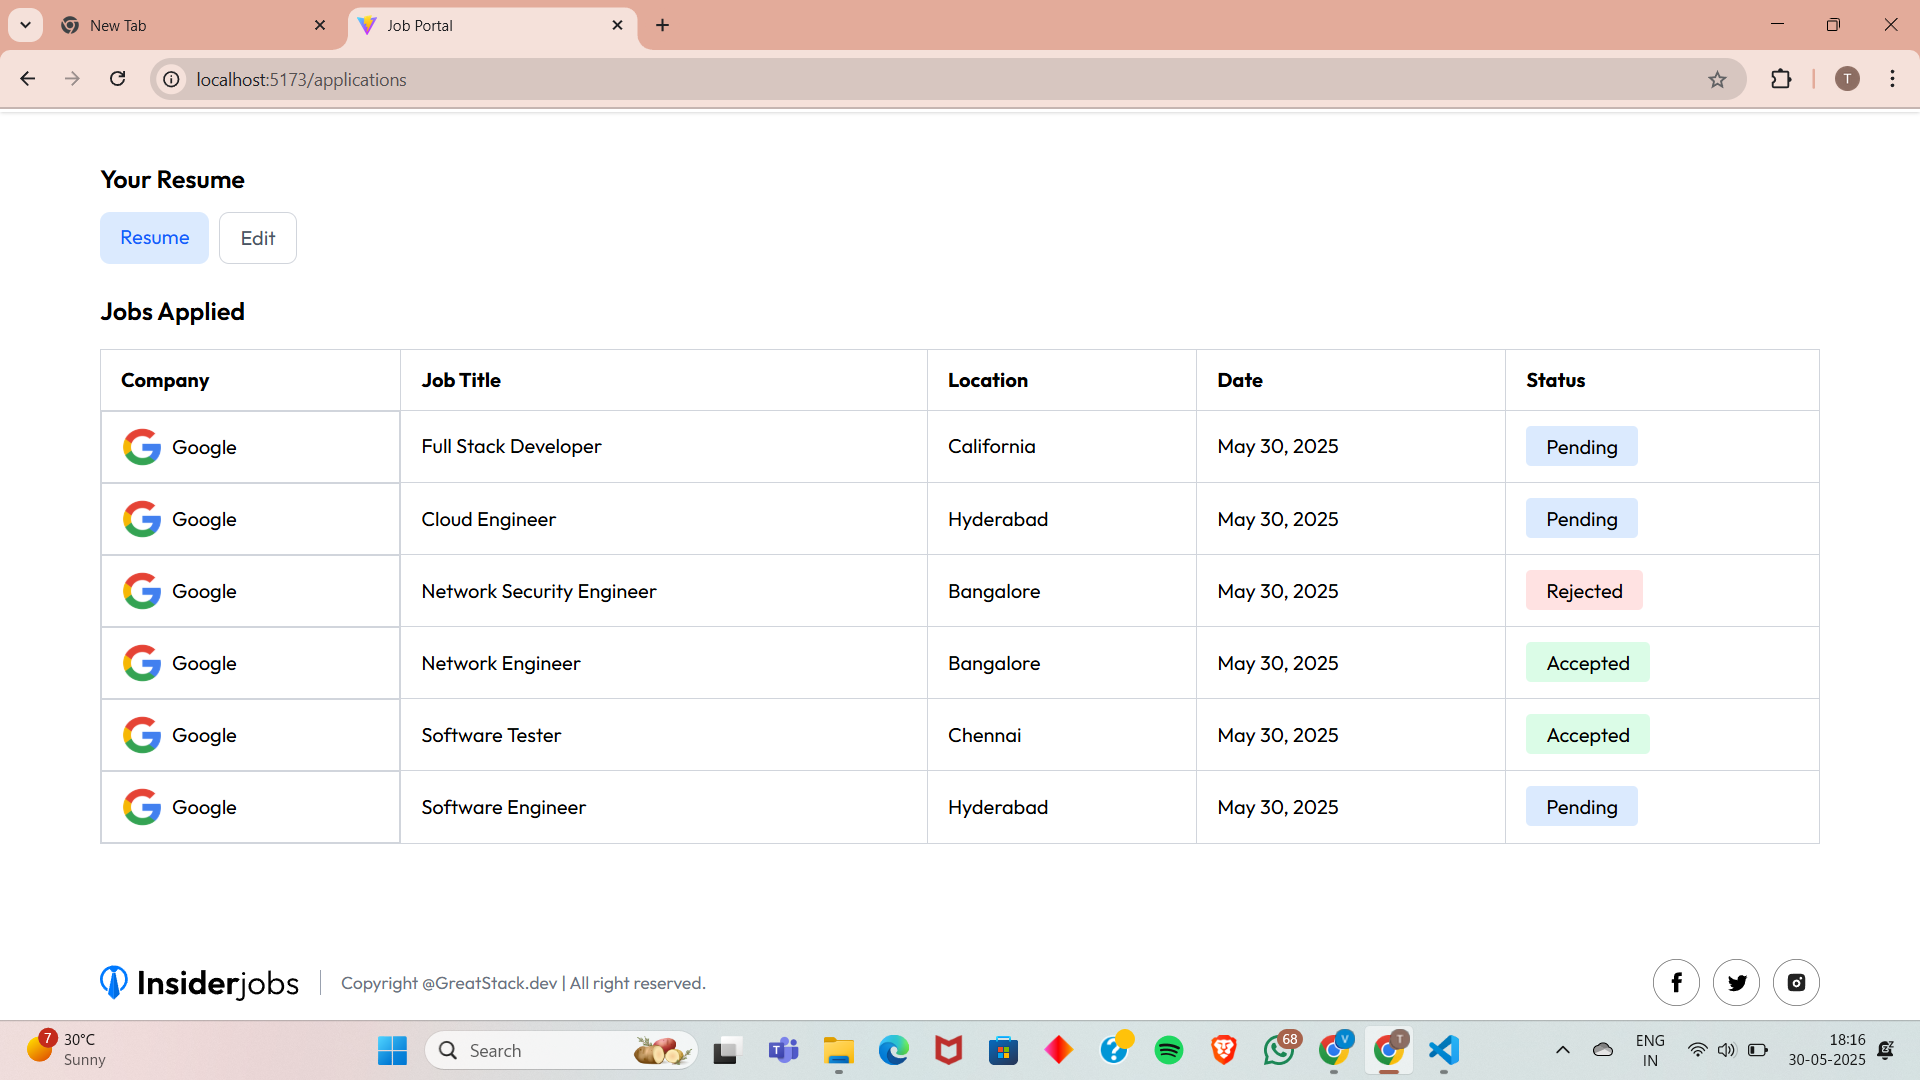 New Tab
Job Portal
localhost:5173/applications
T
Your Resume
Resume Edit
Jobs Applied
Company Job Title Location Date Status
Google Full Stack Developer California May 30, 2025 Pending
Google Cloud Engineer Hyderabad May 30, 2025 Pending
Google Network Security Engineer Bangalore May 30, 2025 Rejected
Google Network Engineer Bangalore May 30, 2025 Accepted
Google Software Tester Chennai May 30, 2025 Accepted
Google Software Engineer Hyderabad May 30, 2025 Pending
Insiderjobs Copyright @GreatStack.dev | All right reserved.
7 30°C
Sunny
Search
68
V
T
ENG
IN
18:16
30-05-2025